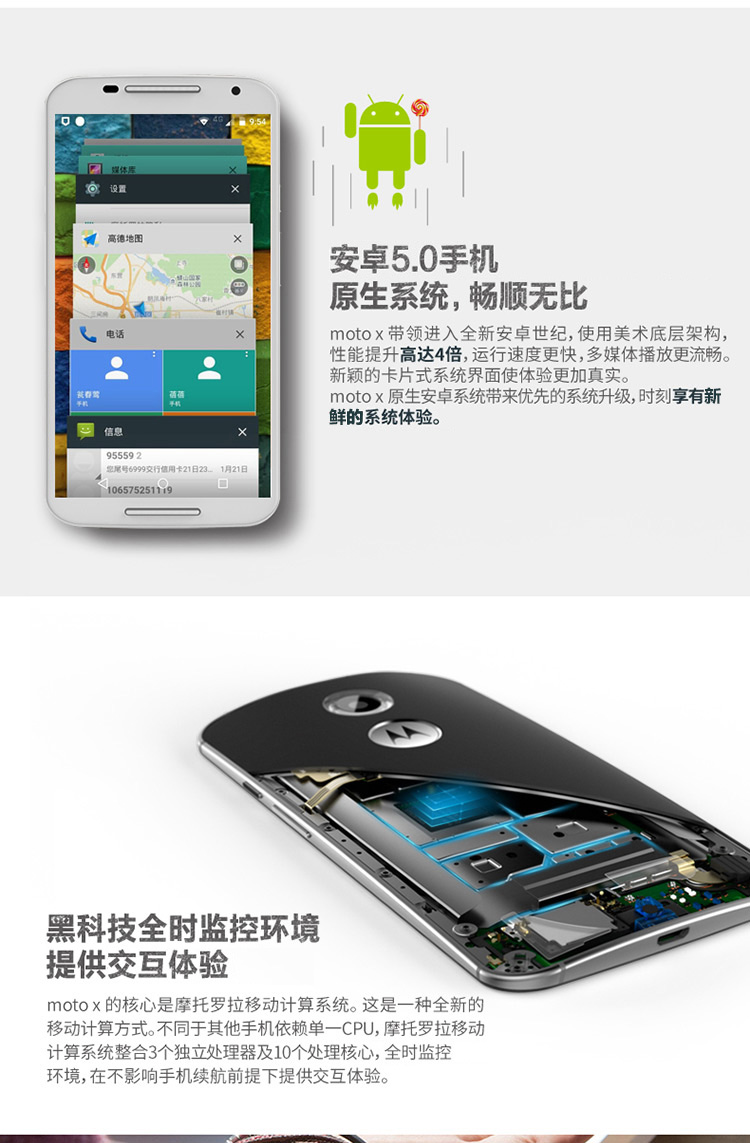 4G 9:54
媒体库
设置
高德地图
电话
蓓蓓
手机
手机
信息
95559 2
您尾号6999交行信用卡21日23... 1月21日
106575251119
安卓5.0手机
原生系统，畅顺无比
moto x 带领进入全新安卓世纪，使用美术底层架构，
性能提升高达4倍，运行速度更快，多媒体播放更流畅。
新颖的卡片式系统界面使体验更加真实。
moto x 原生安卓系统带来优先的系统升级，时刻享有新
鲜的系统体验。
黑科技全时监控环境
提供交互体验
moto x 的核心是摩托罗拉移动计算系统。这是一种全新的
移动计算方式。不同于其他手机依赖单一CPU，摩托罗拉移动
计算系统整合3个独立处理器及10个处理核心，全时监控
环境，在不影响手机续航前提下提供交互体验。